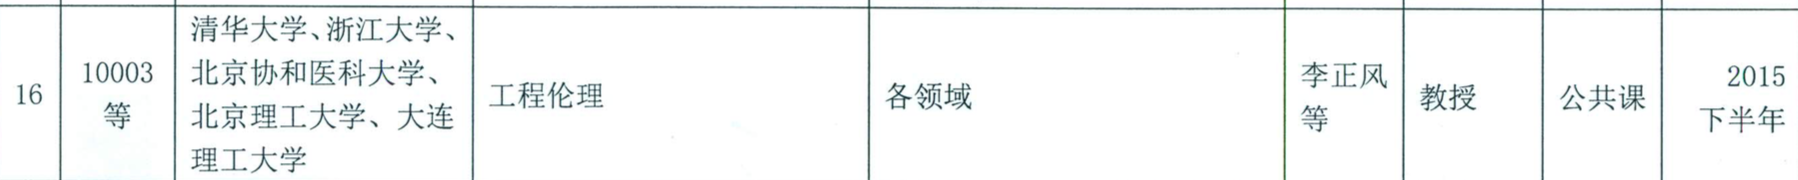 16
10003
等
清华大学、浙江大学、
北京协和医科大学、
北京理工大学、大连
理工大学
工程伦理
各领域
李正风
等
教授
公共课
2015
下半年